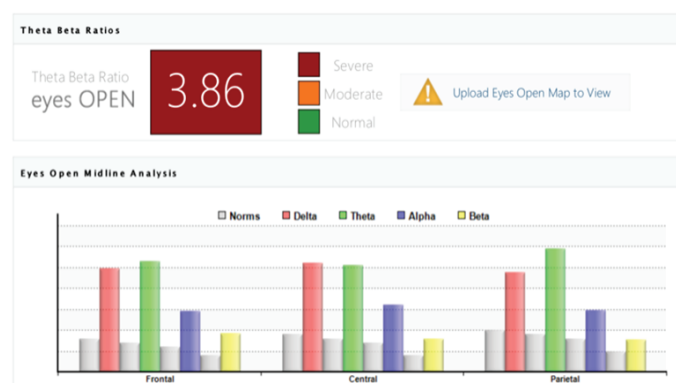 Theta Beta Ratios
Theta Beta Ratio
eyes OPEN
3.86
Severe
Moderate
Normal
Upload Eyes Open Map to View
Eyes Open Midline Analysis
Norms Delta Theta Alpha Beta
Frontal Central Parietal